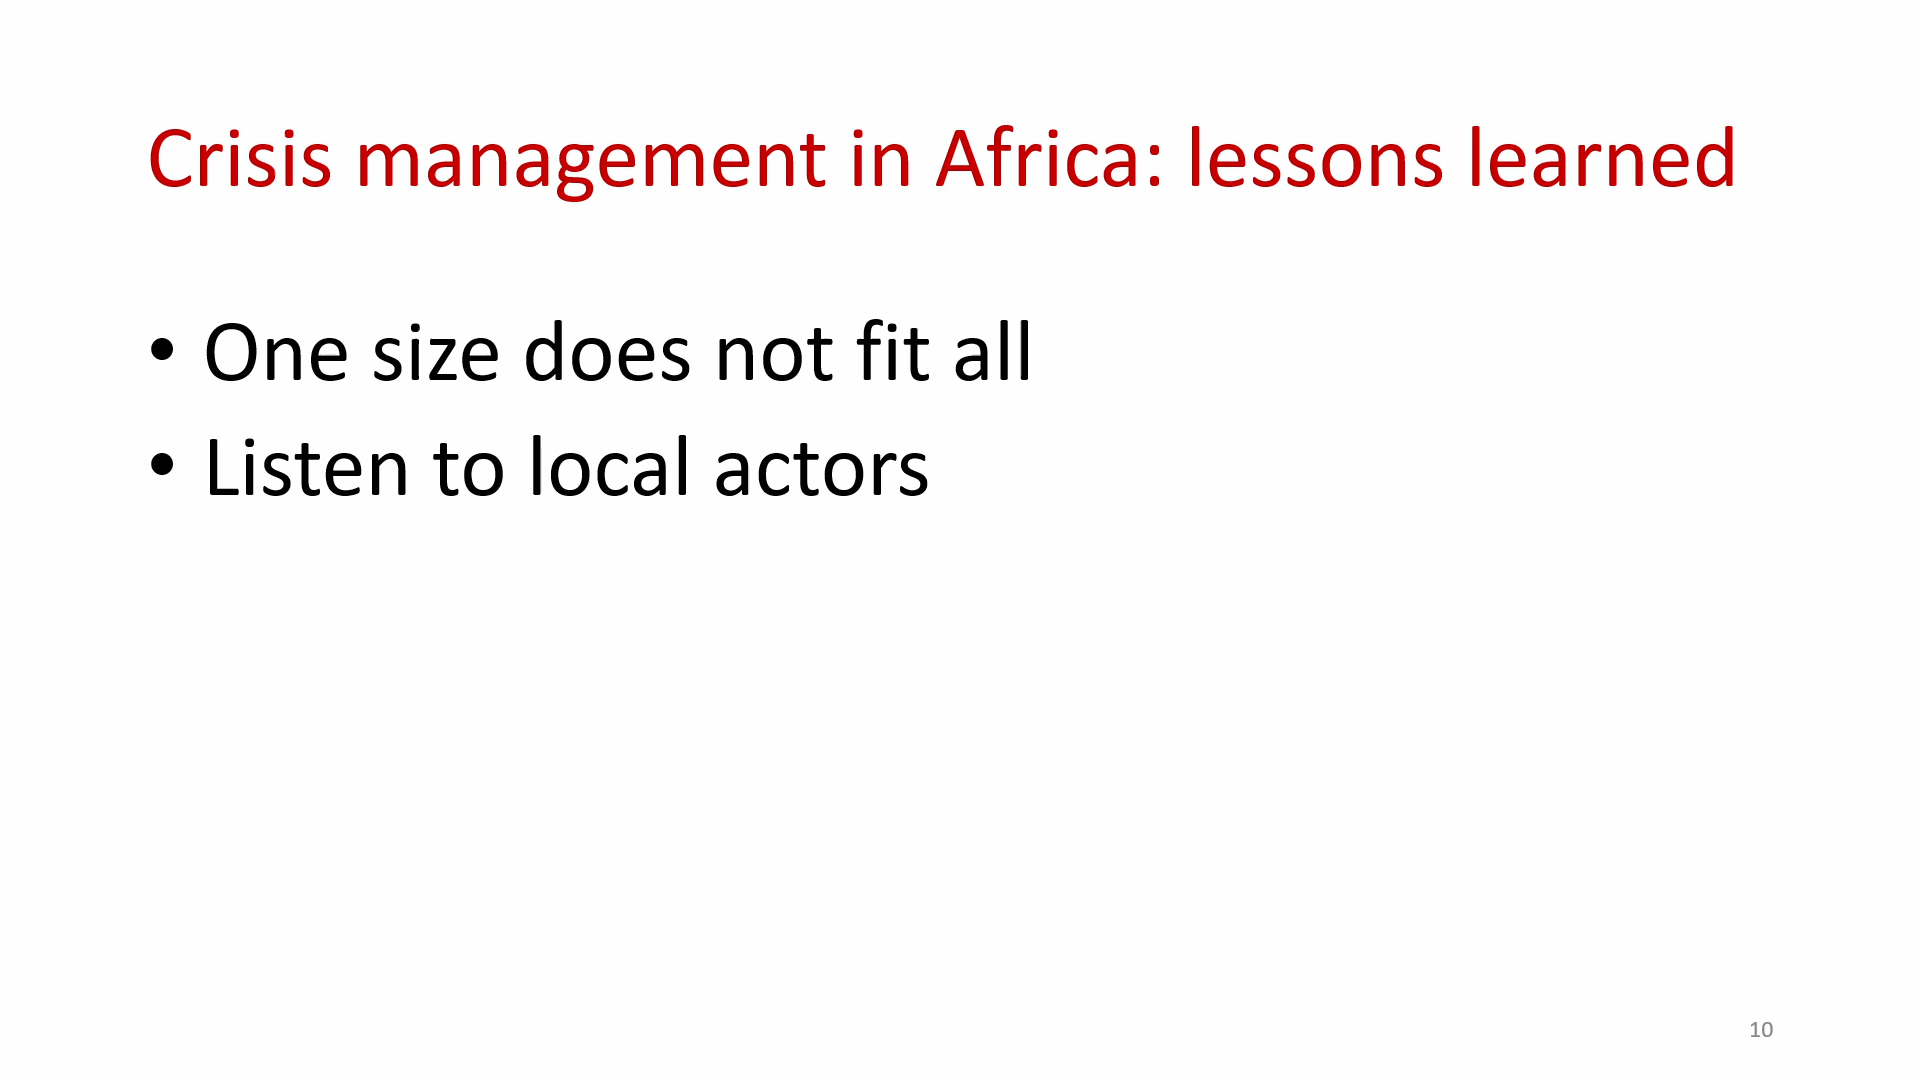 Crisis management in Africa: lessons learned
• One size does not fit all
• Listen to local actors
10